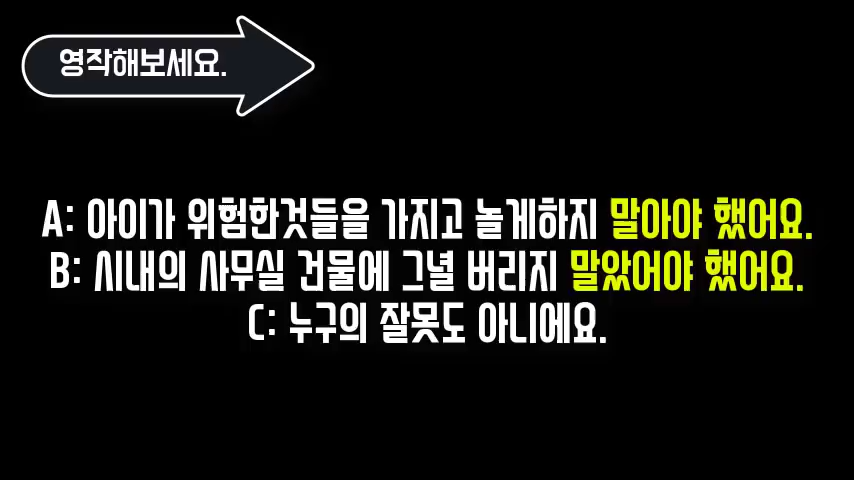 영작해보세요.
A: 아이가 위험한것들을 가지고 놀게하지 말아야 했어요.
B: 시내의 사무실 건물에 그녈 버리지 말았어야 했어요.
C: 누구의 잘못도 아니에요.